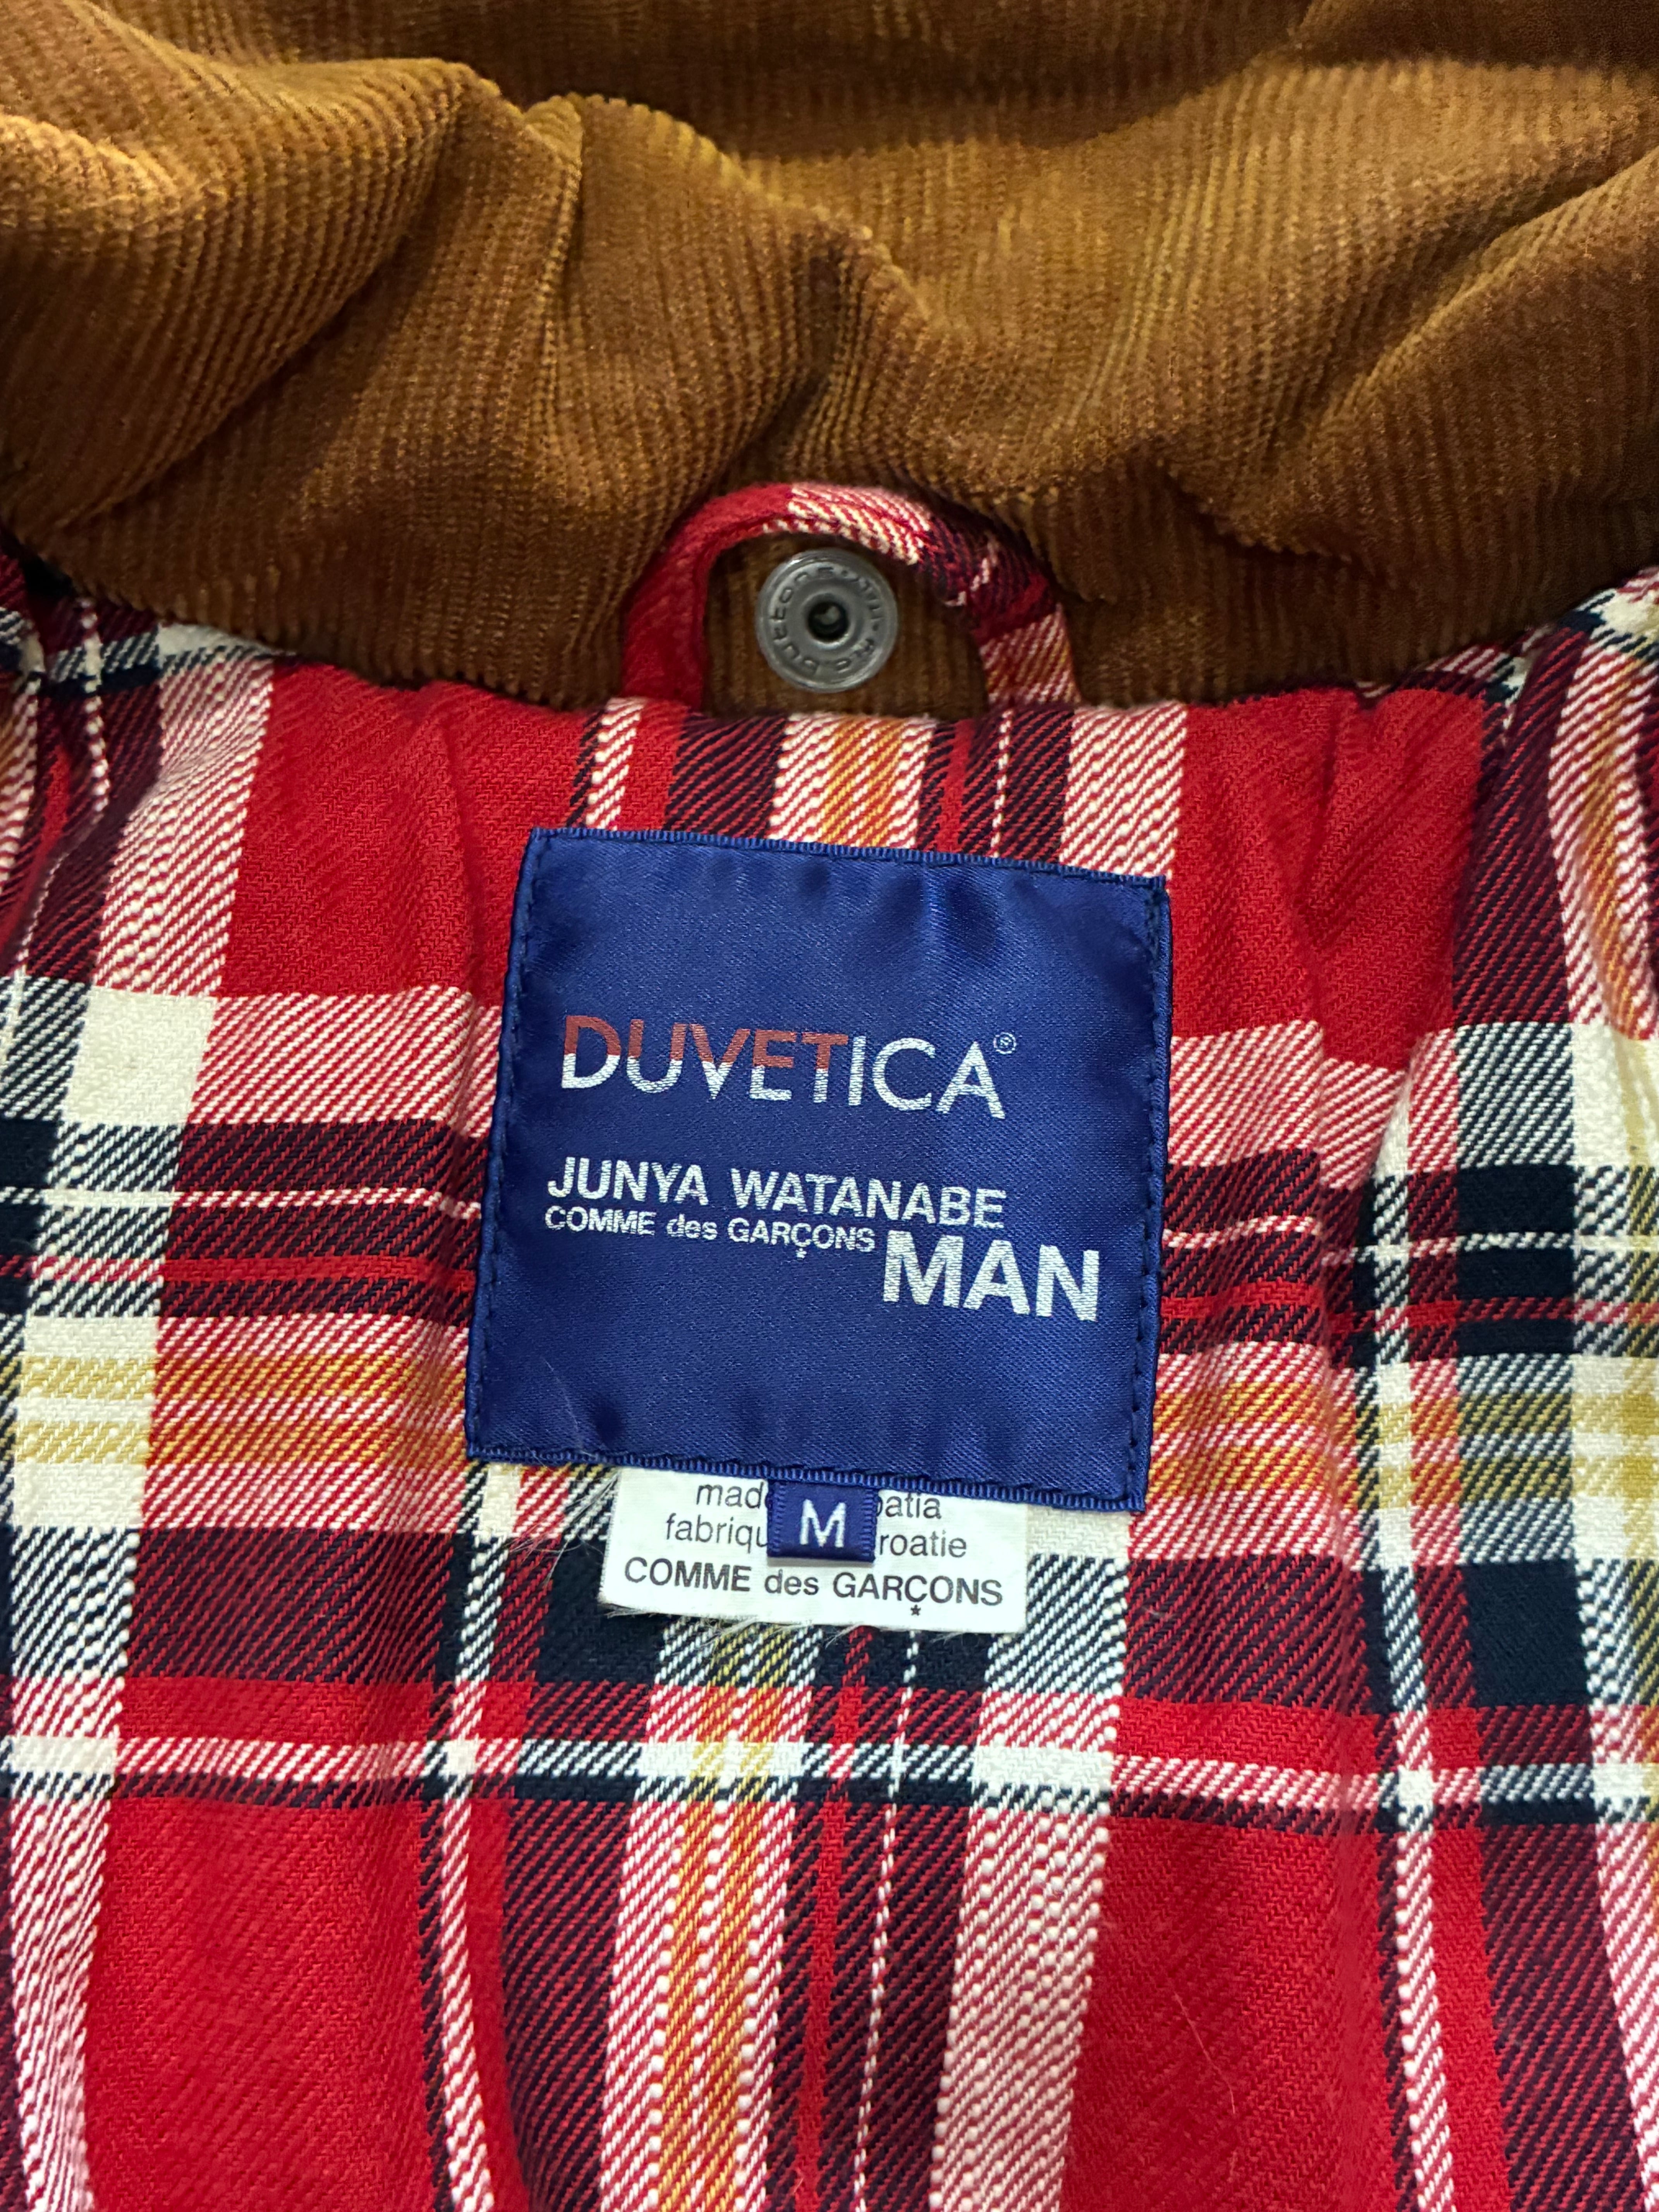 DUVETICA®
JUNYA WATANABE
COMME des GARÇONS MAN
M
COMME des GARÇONS